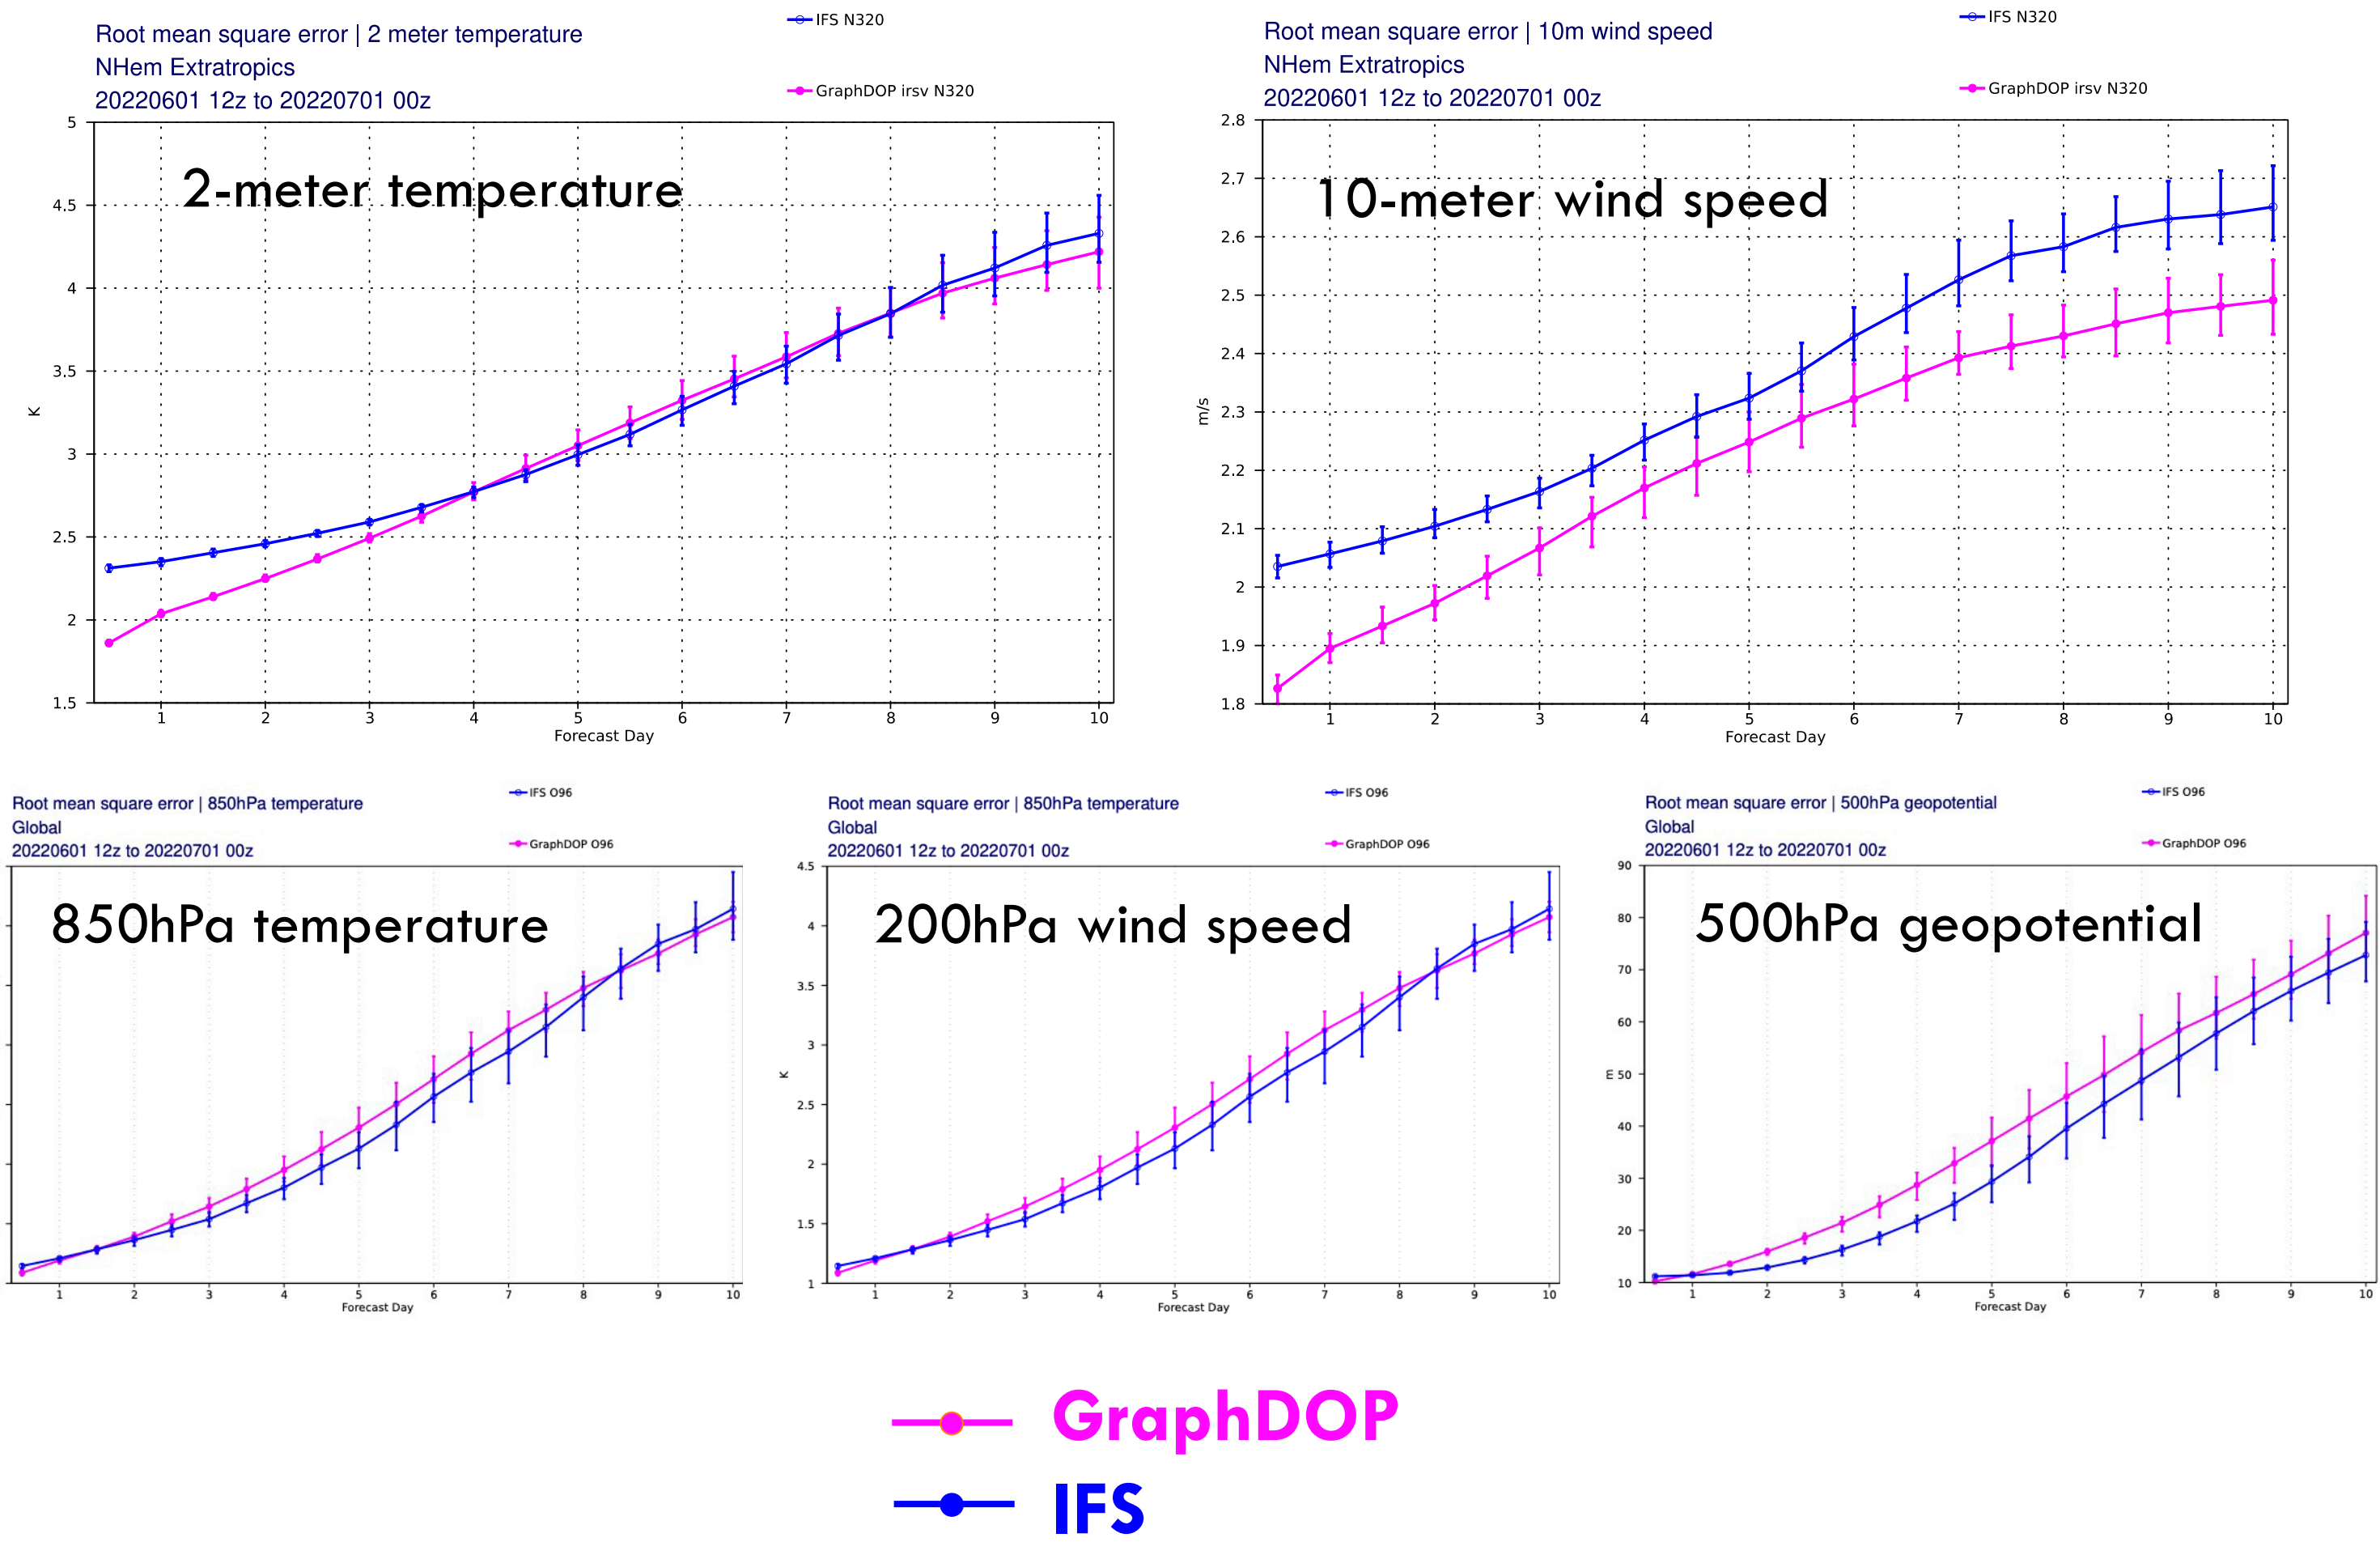 Root mean square error | 2 meter temperature
NHem Extratropics
20220601 12z to 20220701 00z
IFS N320
GraphDOP irsv N320
2-meter temperature
5
4.5
4
3.5
3
2.5
2
1.5
K
1 2 3 4 5 6 7 8 9 10
Forecast Day
Root mean square error | 10m wind speed
NHem Extratropics
20220601 12z to 20220701 00z
IFS N320
GraphDOP irsv N320
10-meter wind speed
2.8
2.7
2.6
2.5
2.4
2.3
2.2
2.1
2
1.9
1.8
m/s
1 2 3 4 5 6 7 8 9 10
Forecast Day
Root mean square error | 850hPa temperature
Global
20220601 12z to 20220701 00z
IFS O96
GraphDOP O96
850hPa temperature
1 2 3 4 5 6 7 8 9 10
Forecast Day
Root mean square error | 850hPa temperature
Global
20220601 12z to 20220701 00z
IFS O96
GraphDOP O96
200hPa wind speed
4.5
4
3.5
3
2.5
2
1.5
1
K
1 2 3 4 5 6 7 8 9 10
Forecast Day
Root mean square error | 500hPa geopotential
Global
20220601 12z to 20220701 00z
IFS O96
GraphDOP O96
500hPa geopotential
90
80
70
60
50
40
30
20
10
m
1 2 3 4 5 6 7 8 9 10
Forecast Day
GraphDOP
IFS